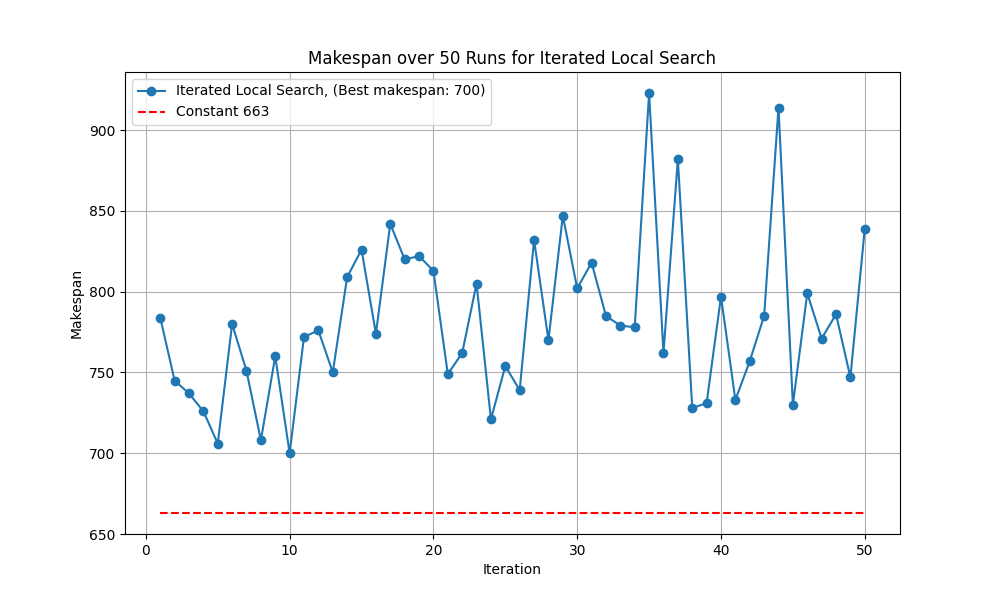 Makespan over 50 Runs for Iterated Local Search
Iterated Local Search, (Best makespan: 700)
Constant 663
Makespan
900
850
800
750
700
650
0 10 20 30 40 50
Iteration